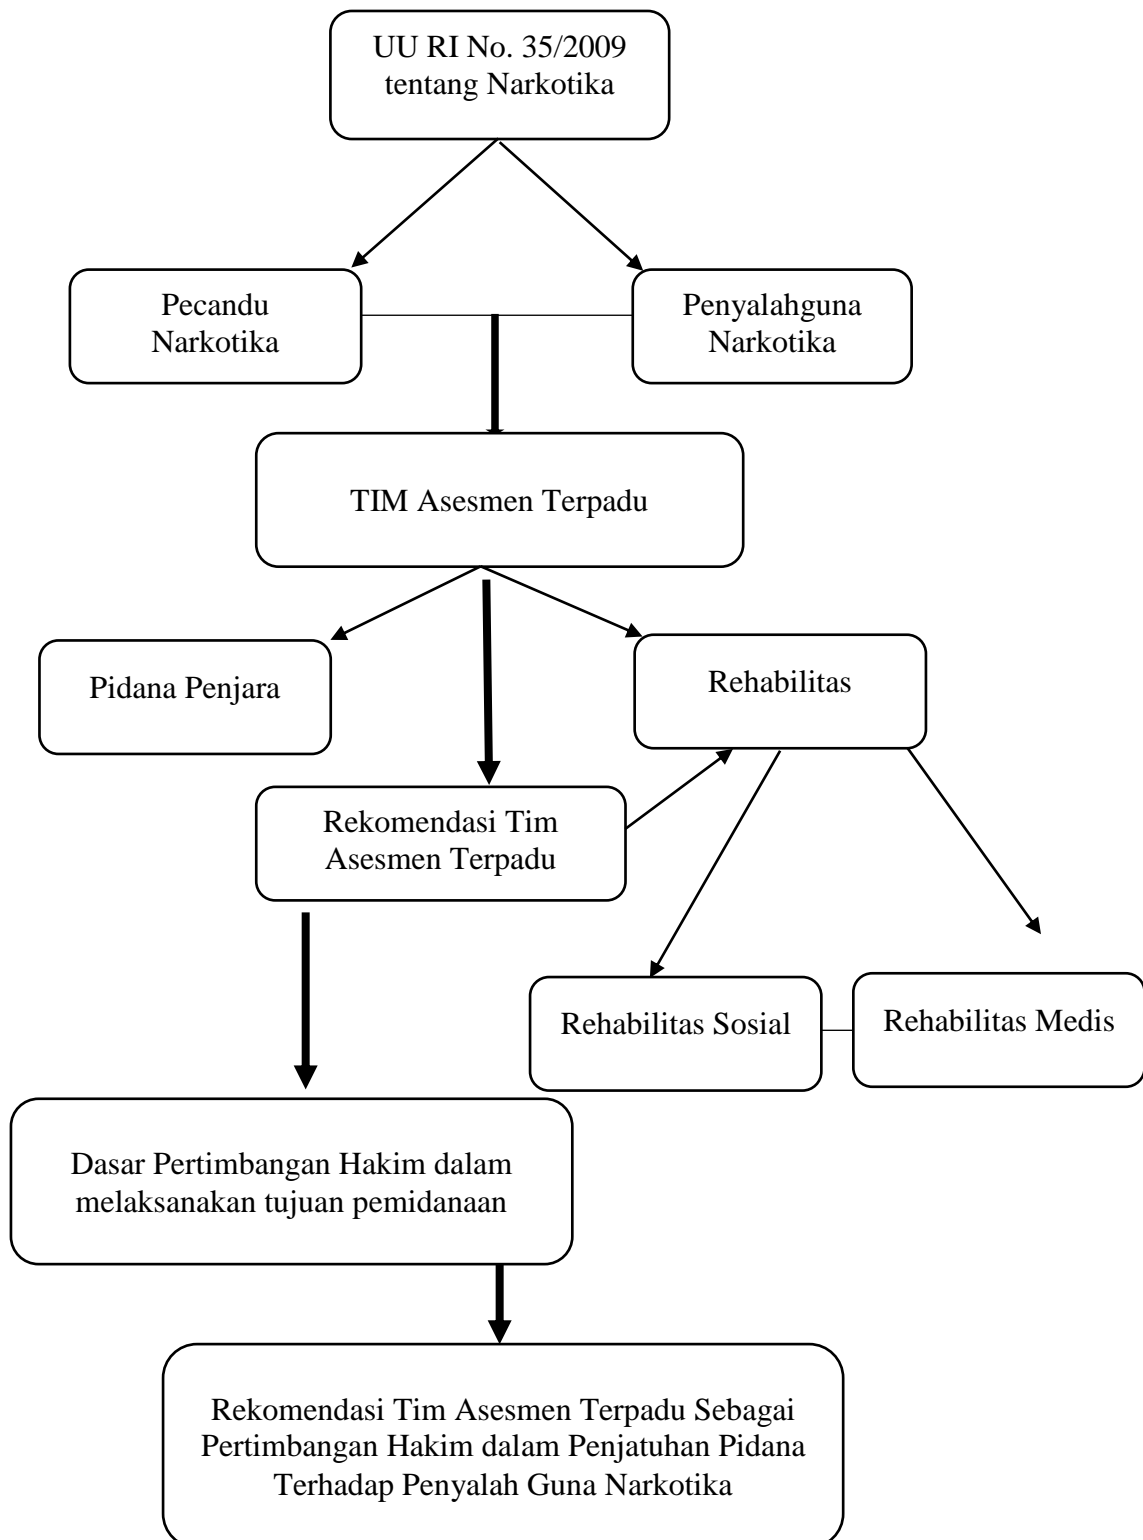 UU RI No. 35/2009
tentang Narkotika
Pecandu
Narkotika
Penyalahguna
Narkotika
TIM Asesmen Terpadu
Pidana Penjara
Rehabilitas
Rekomendasi Tim
Asesmen Terpadu
Rehabilitas Sosial
Rehabilitas Medis
Dasar Pertimbangan Hakim dalam
melaksanakan tujuan pemidanaan
Rekomendasi Tim Asesmen Terpadu Sebagai
Pertimbangan Hakim dalam Penjatuhan Pidana
Terhadap Penyalah Guna Narkotika